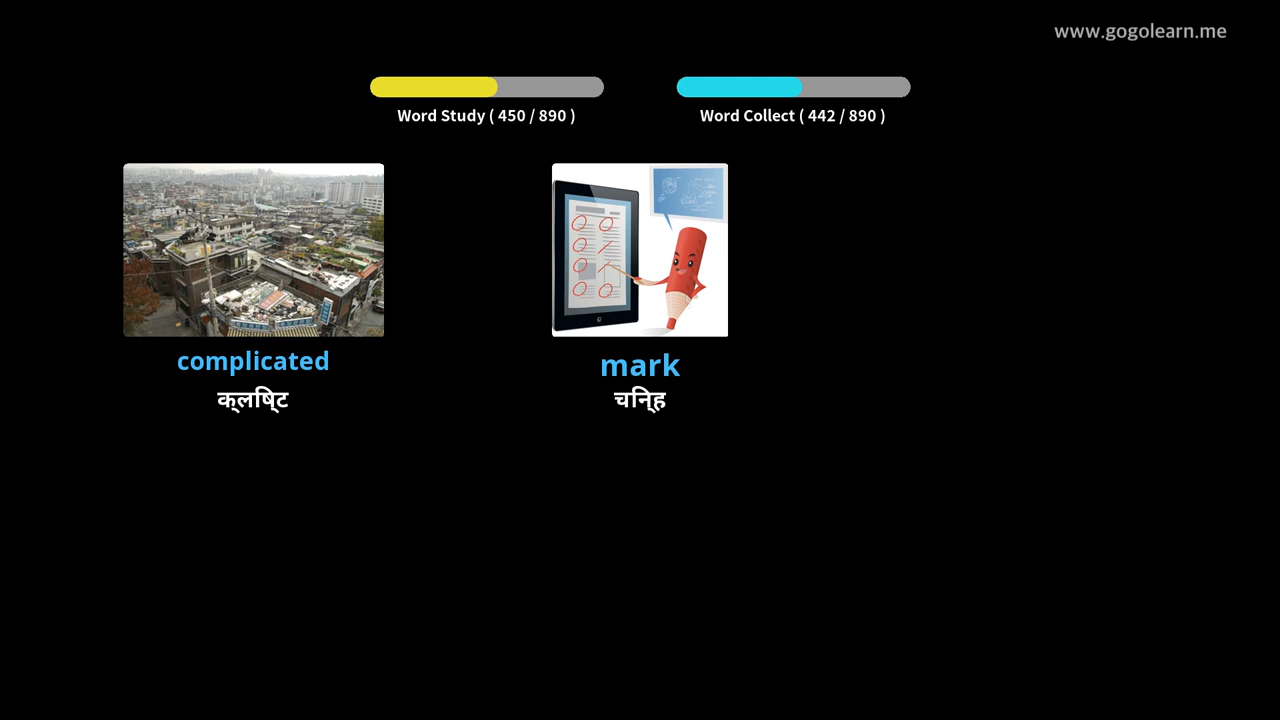 www.gogolearn.me
Word Study ( 450 / 890 )
Word Collect ( 442 / 890 )
complicated
क्लिष्ट
mark
चिन्ह